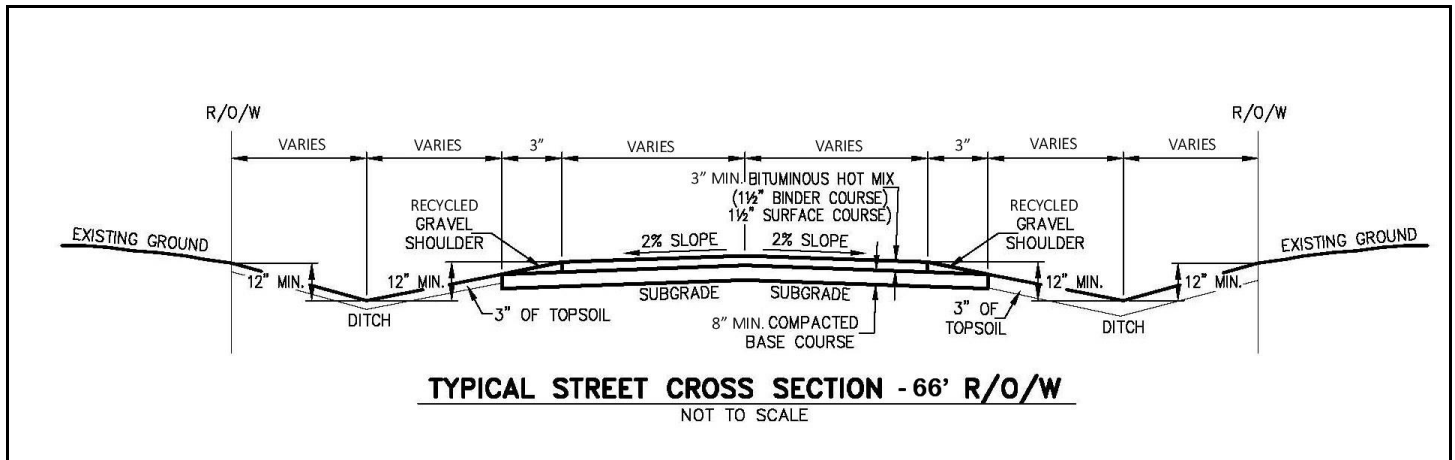 R/O/W
R/O/W
VARIES
VARIES
3"
VARIES
VARIES
3"
VARIES
VARIES
3" MIN. BITUMINOUS HOT MIX
(1½" BINDER COURSE)
1½" SURFACE COURSE)
RECYCLED
GRAVEL
SHOULDER
RECYCLED
GRAVEL
SHOULDER
EXISTING GROUND
2% SLOPE
2% SLOPE
EXISTING GROUND
12" MIN.
12" MIN.
12" MIN.
12" MIN.
SUBGRADE
SUBGRADE
DITCH
3" OF TOPSOIL
8" MIN. COMPACTED
BASE COURSE
3" OF
TOPSOIL
DITCH
TYPICAL STREET CROSS SECTION - 66' R/O/W
NOT TO SCALE